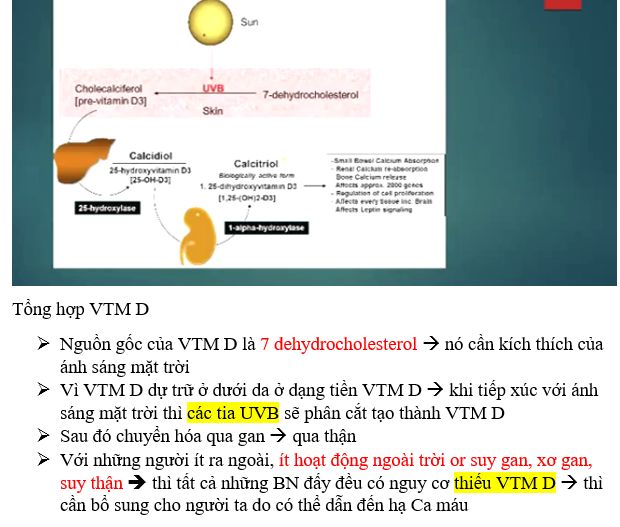 Sun
Cholecalciferol
[pre-vitamin D3]
UVB
7-dehydrocholesterol
Skin
Calcidiol
25-hydroxyvitamin D3
[25-OH-D3]
Calcitriol
Biologically active form
1, 25-dihydroxyvitamin D3
[1,25-(OH)2-D3]
-Small Bowel Calcium Absorption
- Renal Calcium re-absorption
Bone Calcium release
Affects approx. 2000 genes
- Regulation of cell proliferation
- Affects every tissue inc. Brain
Affects Leptin signaling
25-hydroxylase
1-alpha-hydroxylase
Tổng hợp VTM D
➢ Nguồn gốc của VTM D là 7 dehydrocholesterol → nó cần kích thích của
ánh sáng mặt trời
➢ Vì VTM D dự trữ ở dưới da ở dạng tiền VTM D → khi tiếp xúc với ánh
sáng mặt trời thì các tia UVB sẽ phân cắt tạo thành VTM D
➢ Sau đó chuyển hóa qua gan → qua thận
➢ Với những người ít ra ngoài, ít hoạt động ngoài trời or suy gan, xơ gan,
suy thận → thì tất cả những BN đấy đều có nguy cơ thiếu VTM D → thì
cần bổ sung cho người ta do có thể dẫn đến hạ Ca máu